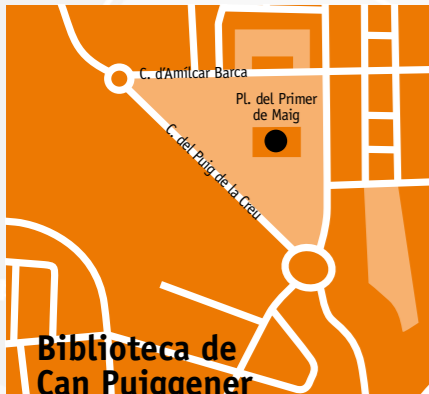 C. d'Amílcar Barca
Pl. del Primer
de Maig
C. del Puig de la Creu
Biblioteca de
Can Puiggener